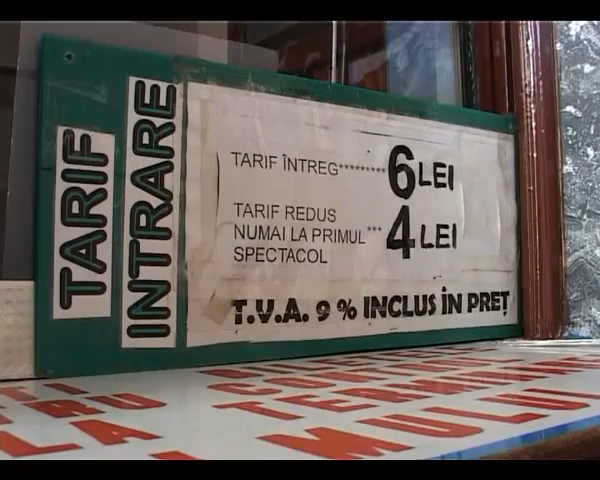 TARIF
INTRARE
TARIF ÎNTREG********* 6 LEI
TARIF REDUS
NUMAI LA PRIMUL *** 4 LEI
SPECTACOL
T.V.A. 9 % INCLUS ÎN PREȚ